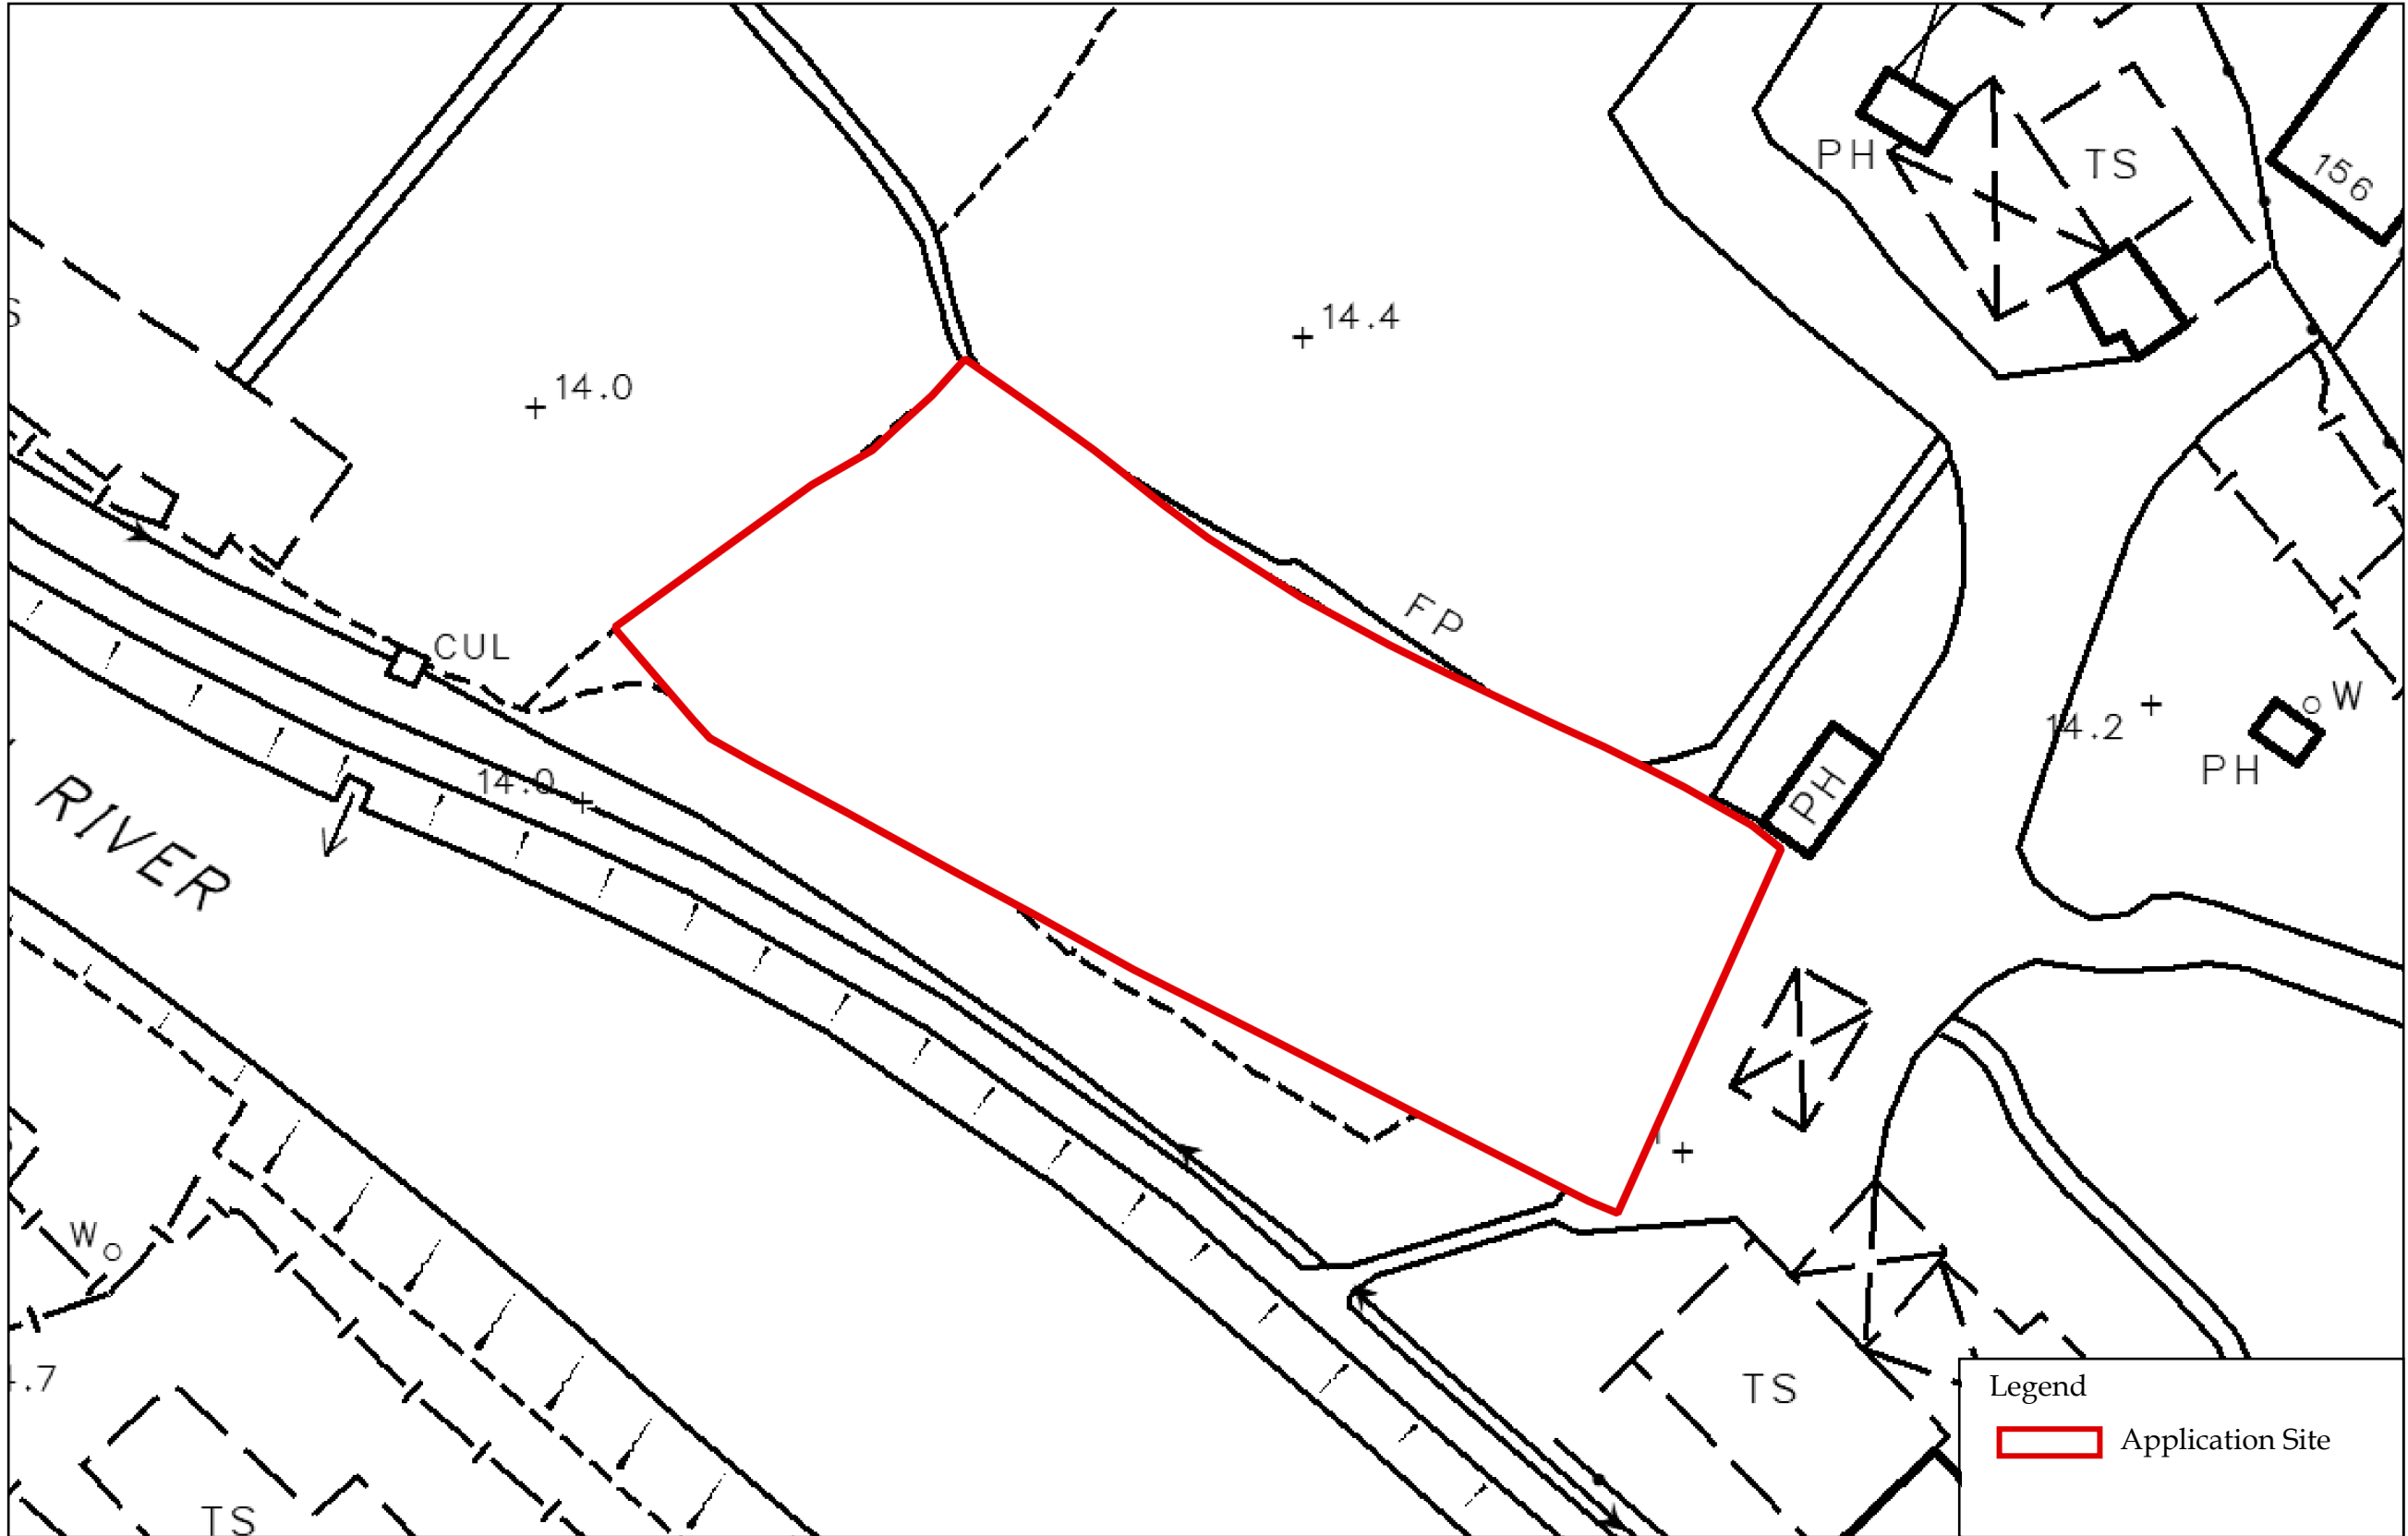 PH
TS
156
14.4
14.0
FP
CUL
W
14.2
PH
14.0
PH
RIVER
W
TS
Legend
Application Site
TS